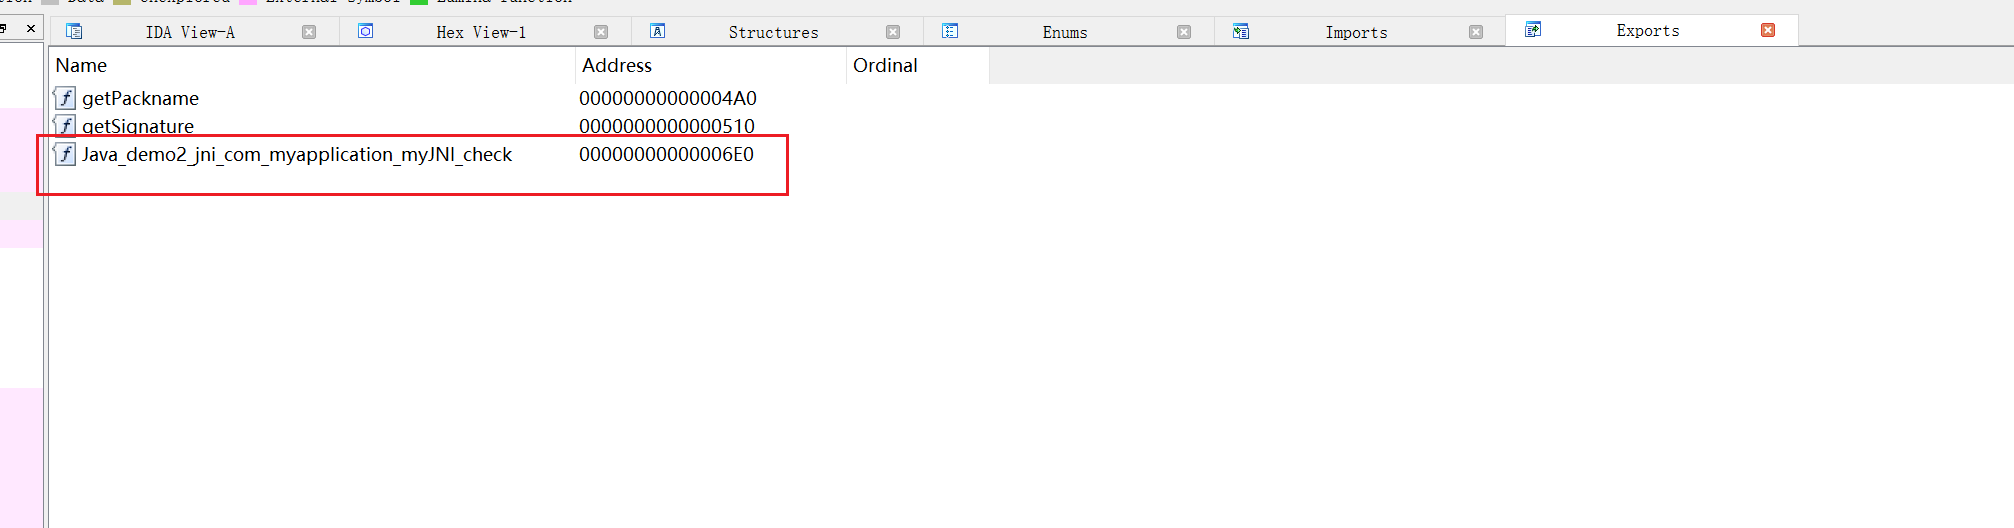 IDA View-A Hex View-1 Structures Enums Imports Exports
Name Address Ordinal
getPackname 00000000000004A0
getSignature 0000000000000510
Java_demo2_jni_com_myapplication_myJNI_check 00000000000006E0